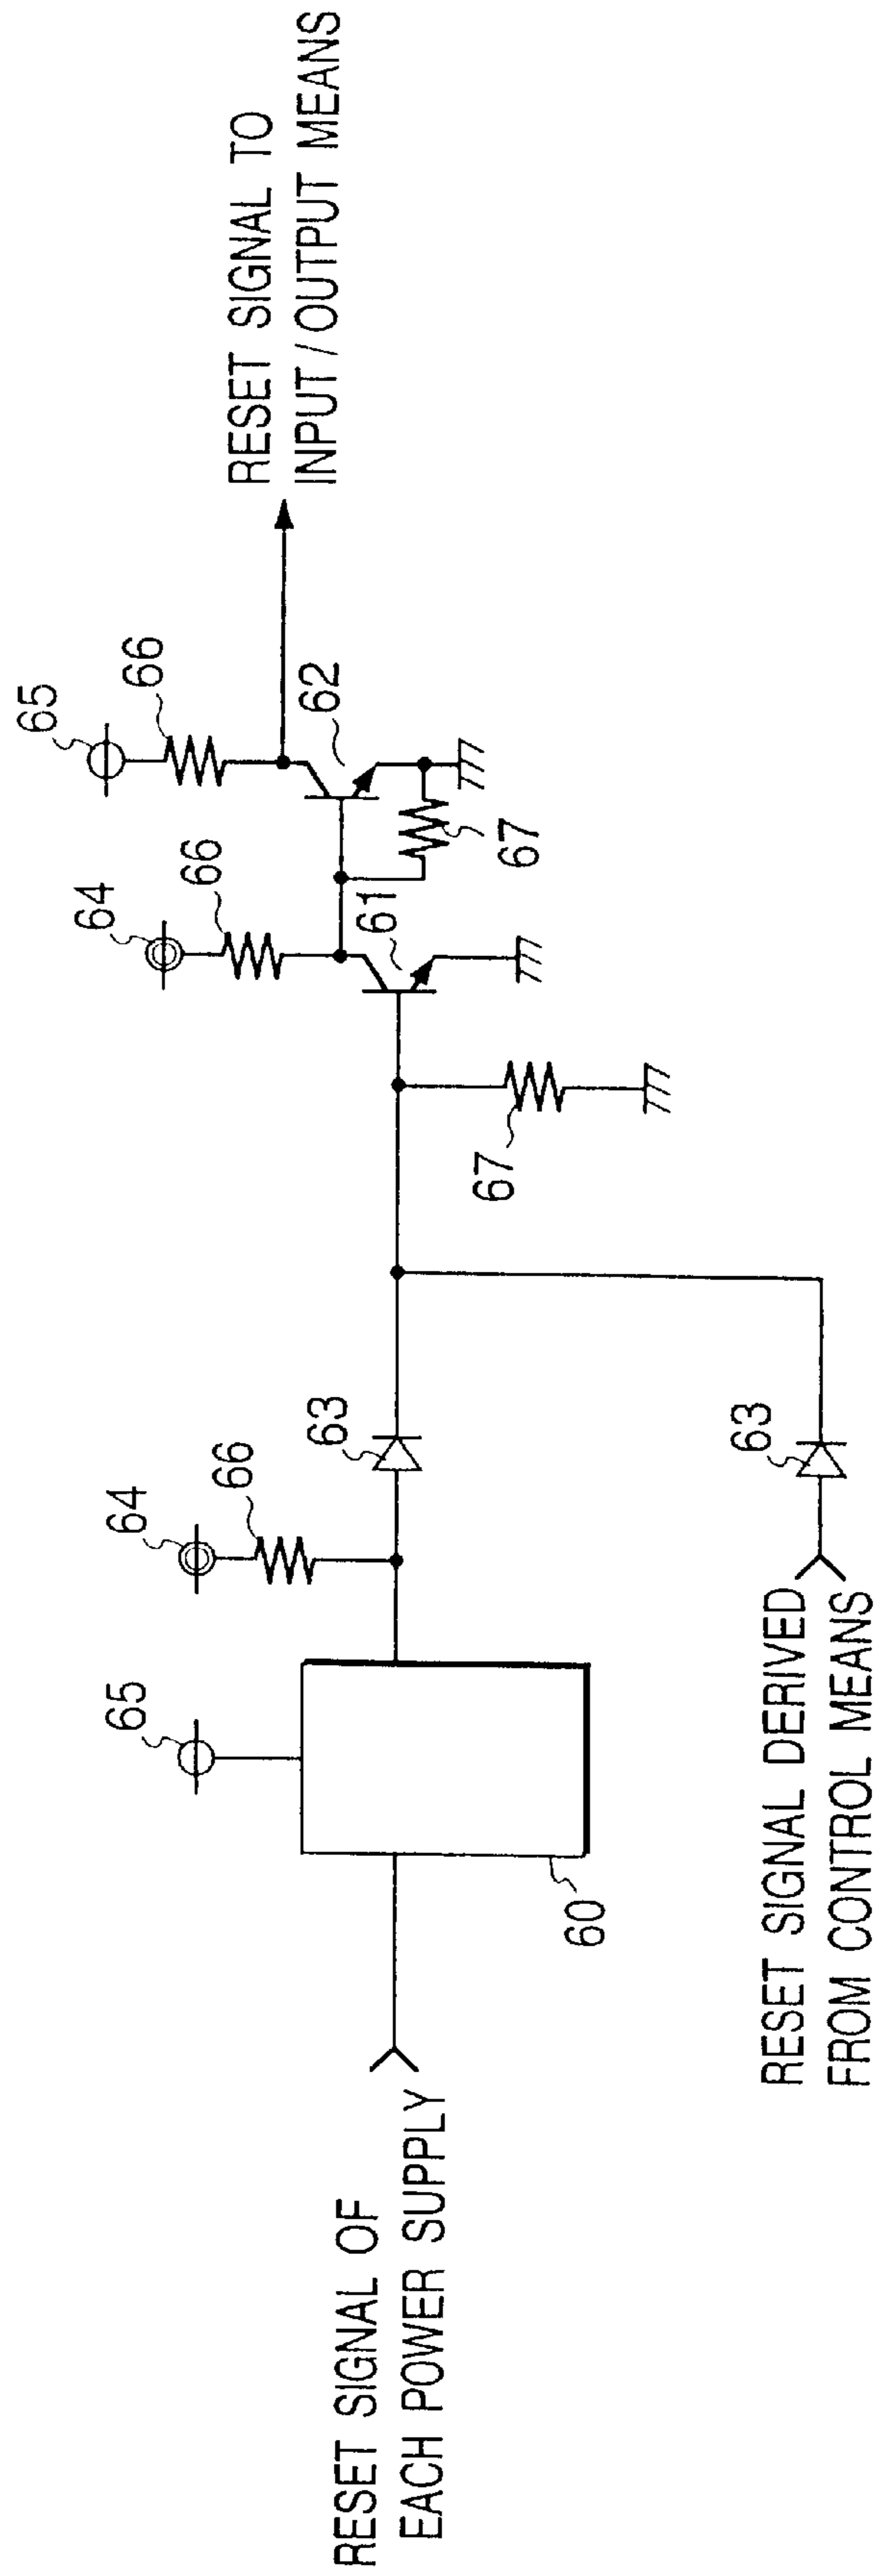 RESET SIGNAL OF
EACH POWER SUPPLY
60
65
64
66
63
RESET SIGNAL DERIVED
FROM CONTROL MEANS
63
67
64
66
61
67
65
66
62
RESET SIGNAL TO
INPUT / OUTPUT MEANS